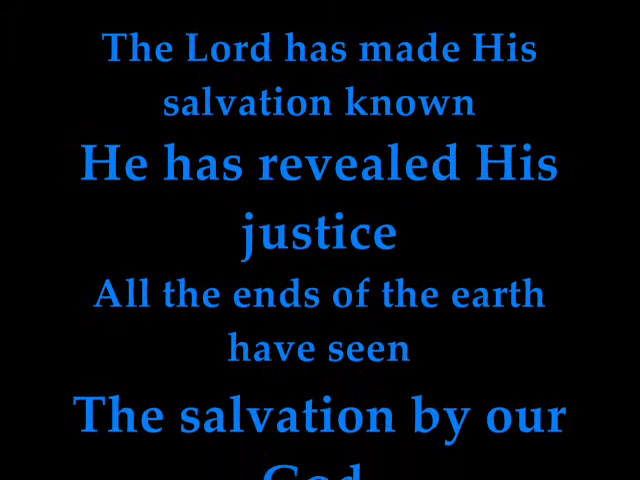 The Lord has made His
salvation known
He has revealed His
justice
All the ends of the earth
have seen
The salvation by our
God